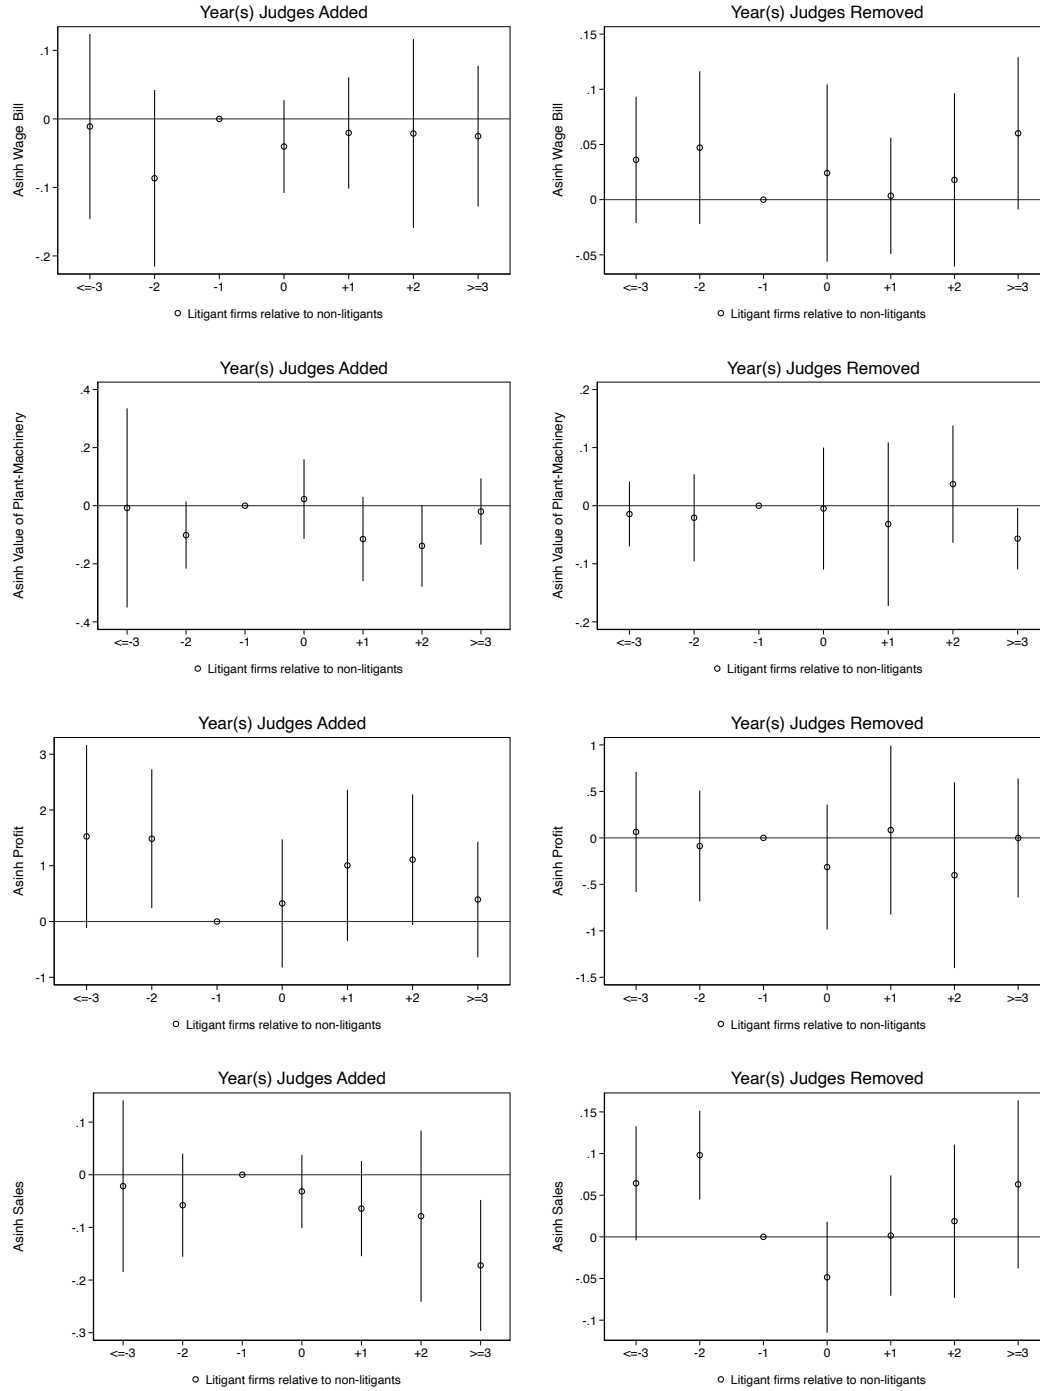 Year(s) Judges Added
Asinh Wage Bill
.1
0
-.1
-.2
<=-3 -2 -1 0 +1 +2 >=3
Litigant firms relative to non-litigants
Year(s) Judges Removed
Asinh Wage Bill
.15
.1
.05
0
-.05
<=-3 -2 -1 0 +1 +2 >=3
Litigant firms relative to non-litigants
Year(s) Judges Added
Asinh Value of Plant-Machinery
.4
.2
0
-.2
-.4
<=-3 -2 -1 0 +1 +2 >=3
Litigant firms relative to non-litigants
Year(s) Judges Removed
Asinh Value of Plant-Machinery
.2
.1
0
-.1
-.2
<=-3 -2 -1 0 +1 +2 >=3
Litigant firms relative to non-litigants
Year(s) Judges Added
Asinh Profit
3
2
1
0
-1
<=-3 -2 -1 0 +1 +2 >=3
Litigant firms relative to non-litigants
Year(s) Judges Removed
Asinh Profit
1
.5
0
-.5
-1
-1.5
<=-3 -2 -1 0 +1 +2 >=3
Litigant firms relative to non-litigants
Year(s) Judges Added
Asinh Sales
.1
0
-.1
-.2
-.3
<=-3 -2 -1 0 +1 +2 >=3
Litigant firms relative to non-litigants
Year(s) Judges Removed
Asinh Sales
.15
.1
.05
0
-.05
-.1
<=-3 -2 -1 0 +1 +2 >=3
Litigant firms relative to non-litigants